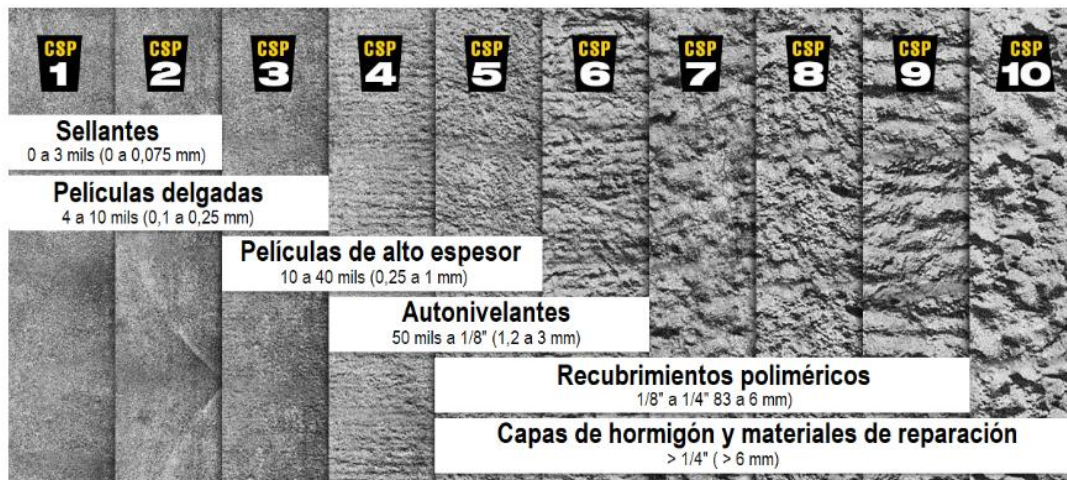 CSP 1
CSP 2
CSP 3
CSP 4
CSP 5
CSP 6
CSP 7
CSP 8
CSP 9
CSP 10
Sellantes
0 a 3 mils (0 a 0,075 mm)
Películas delgadas
4 a 10 mils (0,1 a 0,25 mm)
Películas de alto espesor
10 a 40 mils (0,25 a 1 mm)
Autonivelantes
50 mils a 1/8" (1,2 a 3 mm)
Recubrimientos poliméricos
1/8" a 1/4" 83 a 6 mm)
Capas de hormigón y materiales de reparación
> 1/4" ( > 6 mm)